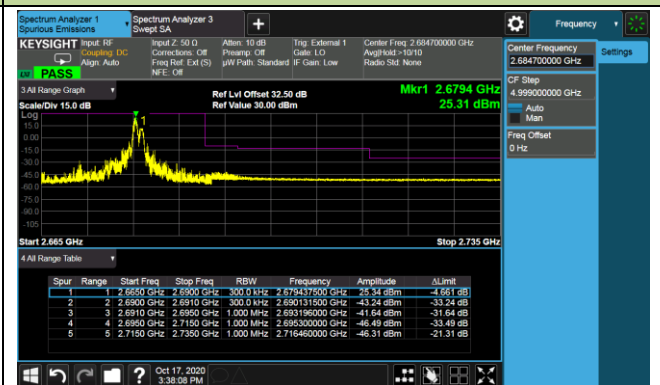 Spectrum Analyzer 1
Spurious Emissions
Spectrum Analyzer 3
Swept SA
+
Frequency
KEYSIGHT
Input: RF
Coupling: DC
Align: Auto
Input Z: 50 Ω
Corrections: Off
Freq Ref: Ext (S)
NFE: Off
Atten: 10 dB
Preamp: Off
µW Path: Standard
Trig: External 1
Gate: LO
IF Gain: Low
Center Freq: 2.684700000 GHz
Avg|Hold:>10/10
Radio Std: None
PASS
Center Frequency
2.684700000 GHz
Settings
CF Step
4.999000000 GHz
Auto
Man
Freq Offset
0 Hz
3 All Range Graph
Scale/Div 15.0 dB
Ref Lvl Offset 32.50 dB
Ref Value 30.00 dBm
Mkr1 2.6794 GHz
25.31 dBm
Log
15.0
0.00
-15.0
-30.0
-45.0
-60.0
-75.0
-90.0
-105
1
Start 2.665 GHz
Stop 2.735 GHz
4 All Range Table
Spur Range Start Freq Stop Freq RBW Frequency Amplitude ΔLimit
1 1 2.6650 GHz 2.6900 GHz 300.0 kHz 2.679437500 GHz 25.34 dBm -4.661 dB
2 2 2.6900 GHz 2.6910 GHz 300.0 kHz 2.690131500 GHz -43.24 dBm -33.24 dB
3 3 2.6910 GHz 2.6950 GHz 1.000 MHz 2.693196000 GHz -41.64 dBm -31.64 dB
4 4 2.6950 GHz 2.7150 GHz 1.000 MHz 2.695300000 GHz -46.49 dBm -33.49 dB
5 5 2.7150 GHz 2.7350 GHz 1.000 MHz 2.716460000 GHz -46.31 dBm -21.31 dB
?
Oct 17, 2020
3:38:08 PM